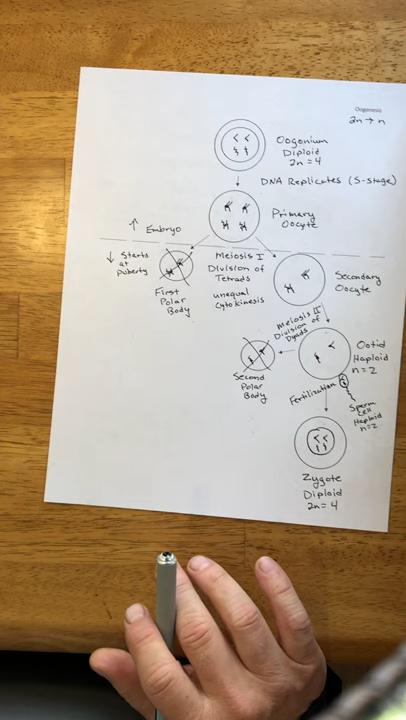 Oogenesis
2n → n
Oogonium
Diploid
2n = 4
DNA Replicates (S-stage)
Primary
Oocyte
↑ Embryo
↓ Starts
at
puberty
First
Polar
Body
Meiosis I
Division of
Tetrads
unequal
Cytokinesis
Secondary
Oocyte
Meiosis II
Division of
Dyads
Second
Polar
Body
Ootid
Haploid
n = 2
Fertilization
Sperm
Cell
Haploid
n=2
Zygote
Diploid
2n = 4